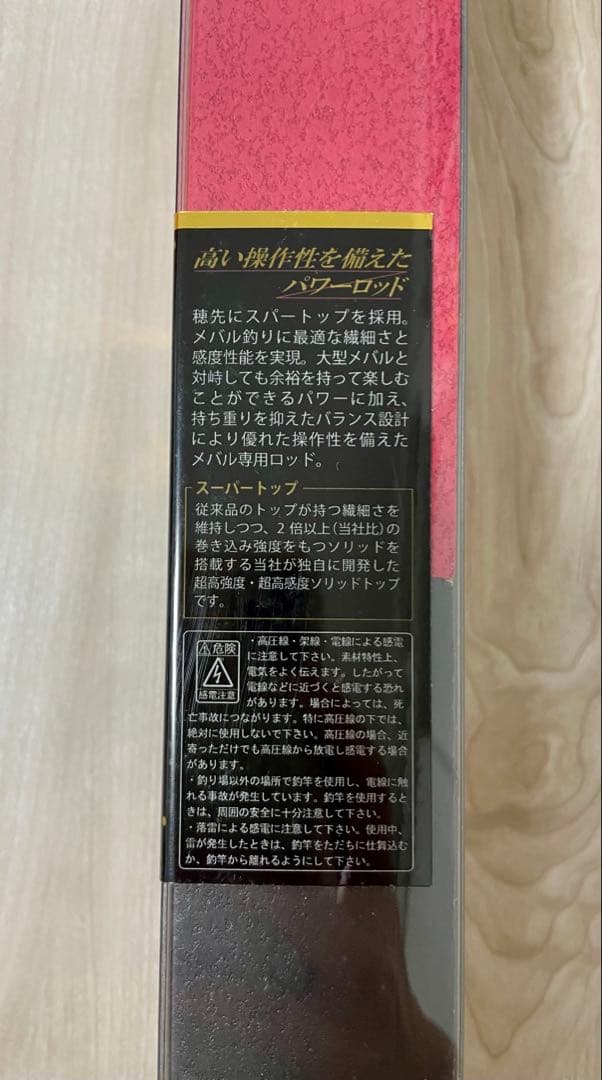 高い操作性を備えた
パワーロッド
穂先にスパートップを採用。
メバル釣りに最適な繊細さと
感度性能を実現。大型メバルと
対峙しても余裕を持って楽しむ
ことができるパワーに加え、
持ち重りを抑えたバランス設計
により優れた操作性を備えた
メバル専用ロッド。
スーパートップ
従来品のトップが持つ繊細さを
維持しつつ、2倍以上(当社比)の
巻き込み強度をもつソリッドを
搭載する当社が独自に開発した
超高強度・超高感度ソリッドトップ
です。
⚠危険
感電注意
・高圧線・架線・電線による感電
に注意して下さい。素材特性上、
電気をよく伝えます。したがって
電線などに近づくと感電する恐れ
があります。場合によっては、死
亡事故につながります。特に高圧線の下では、
絶対に使用しないで下さい。高圧線の場合、近
寄っただけでも高圧線から放電し感電する場合
があります。
・釣り場以外の場所で釣竿を使用し、電線に触
れる事故が発生しています。釣竿を使用すると
きは、周囲の安全に十分注意して下さい。
・落雷による感電に注意して下さい。使用中、
雷が発生したときは、釣竿をただちに仕舞込む
か、釣竿から離れるようにして下さい。